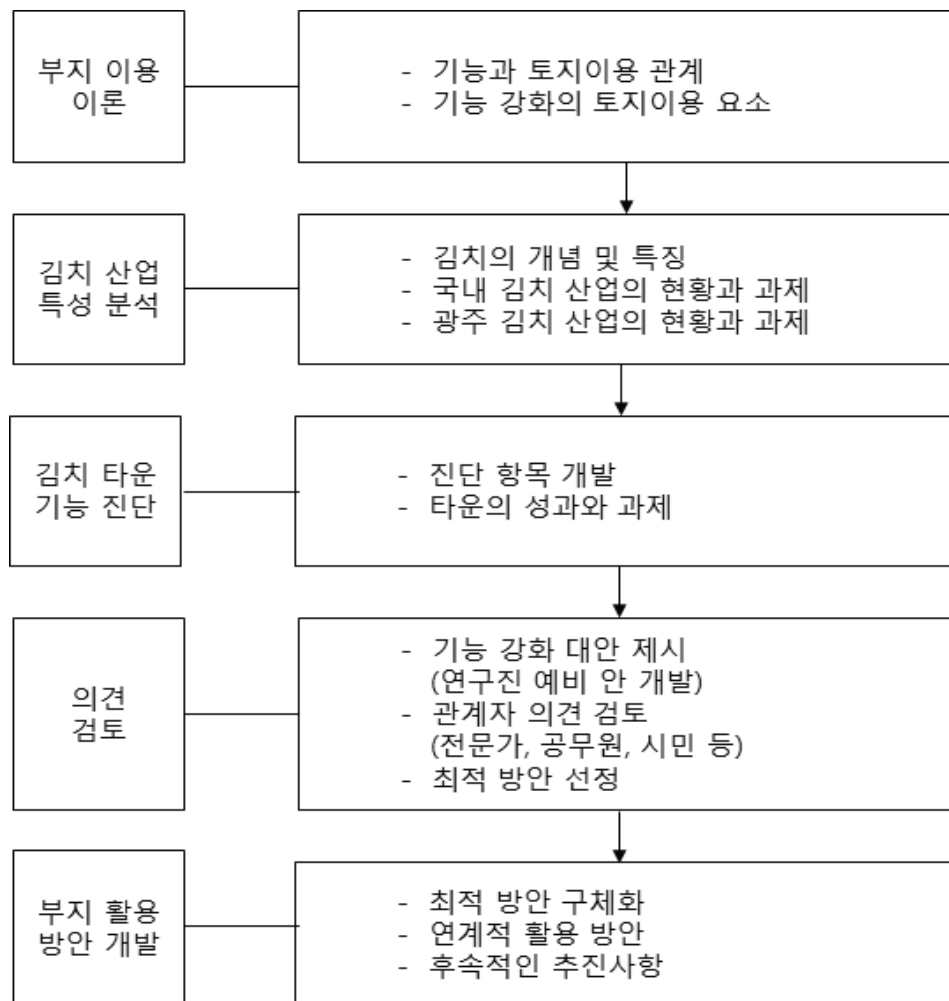 부지 이용
이론
- 기능과 토지이용 관계
- 기능 강화의 토지이용 요소
김치 산업
특성 분석
- 김치의 개념 및 특징
- 국내 김치 산업의 현황과 과제
- 광주 김치 산업의 현황과 과제
김치 타운
기능 진단
- 진단 항목 개발
- 타운의 성과와 과제
의견
검토
- 기능 강화 대안 제시
(연구진 예비 안 개발)
- 관계자 의견 검토
(전문가, 공무원, 시민 등)
- 최적 방안 선정
부지 활용
방안 개발
- 최적 방안 구체화
- 연계적 활용 방안
- 후속적인 추진사항